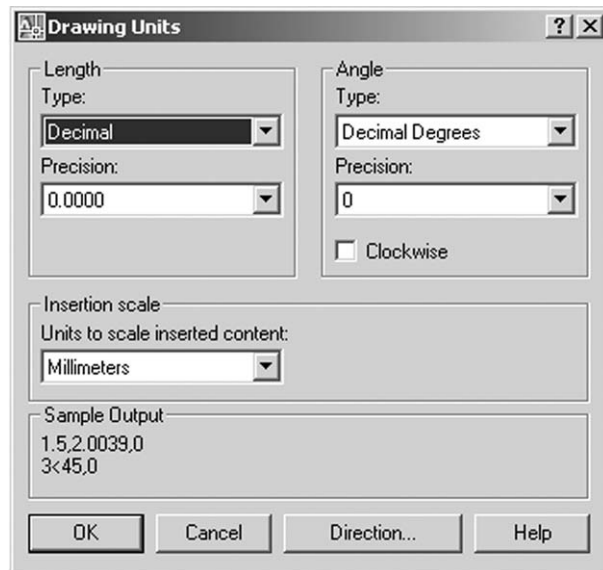 Drawing Units
Length
Type:
Decimal
Precision:
0.0000
Angle
Type:
Decimal Degrees
Precision:
0
Clockwise
Insertion scale
Units to scale inserted content:
Millimeters
Sample Output
1.5,2.0039,0
3<45,0
OK Cancel Direction... Help